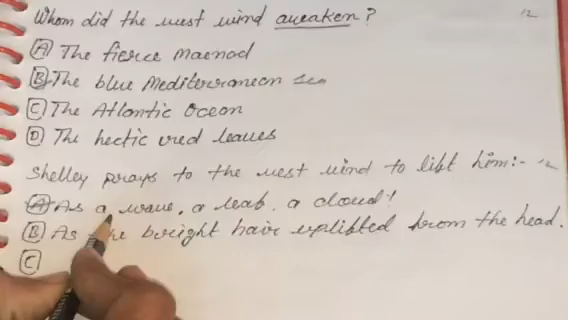 Whom did the west wind awaken? 12
(A) The fierce Maenad
(B) The blue Mediterranean sea
(C) The Atlantic Ocean
(D) The hectic red leaves
Shelley prays to the west wind to lift him:- 12
(A) As a wave, a leaf, a cloud!
(B) As the bright hair uplifted from the head.
(C)